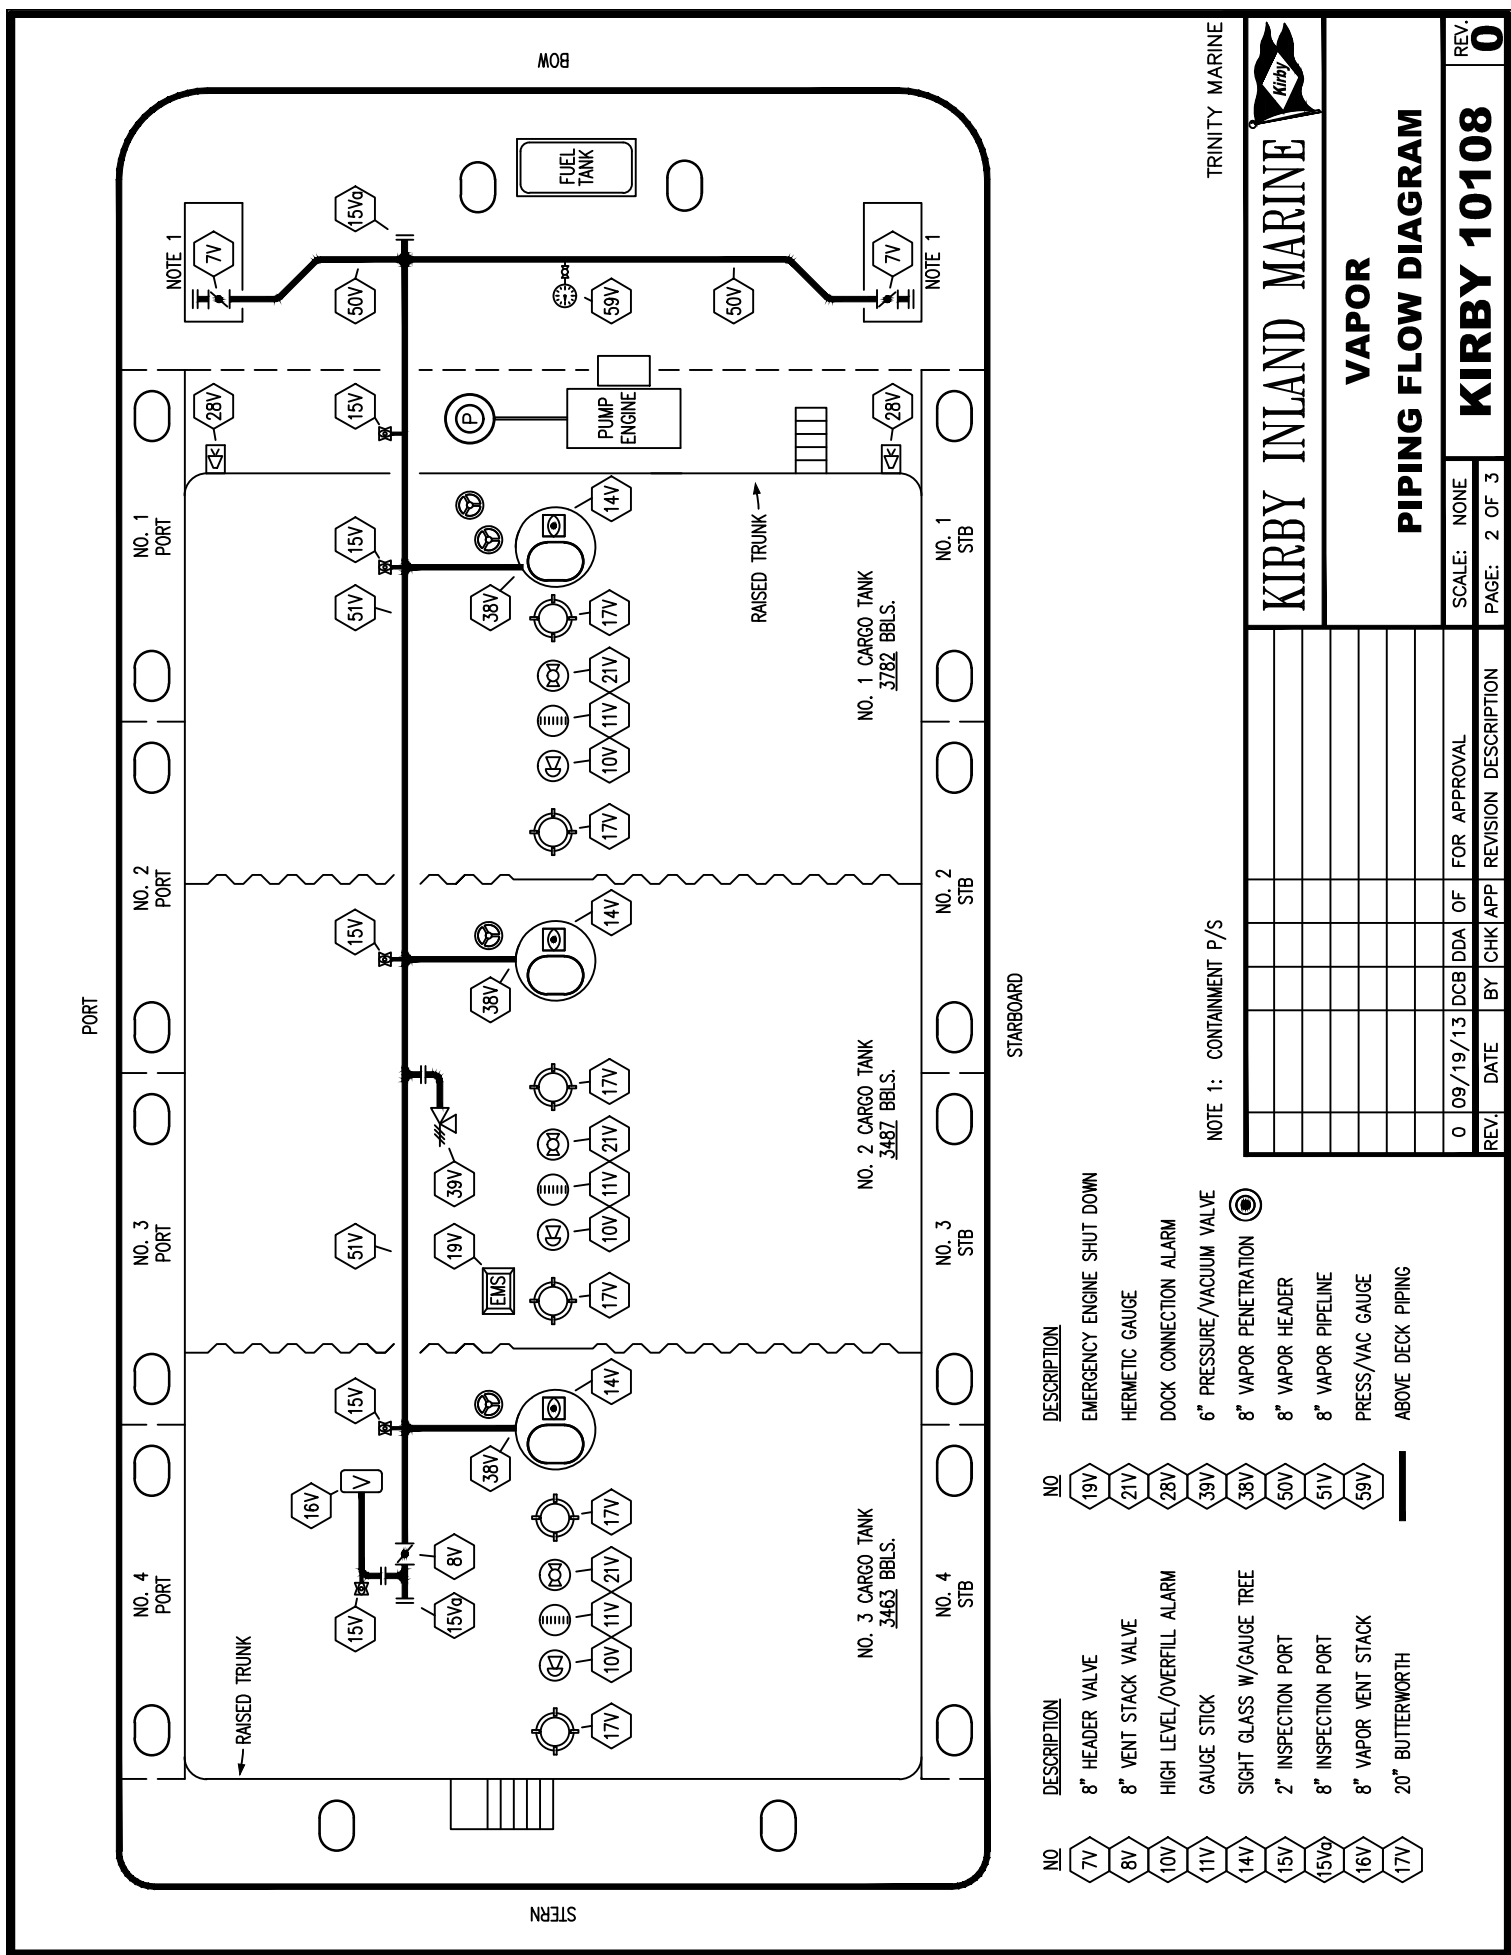 PORT
STERN
BOW
STARBOARD
RAISED TRUNK
NO. 4
PORT
NO. 3
PORT
NO. 2
PORT
NO. 1
PORT
NOTE 1
7V
16V
V
15V
51V
15V
51V
15V
15V
28V
50V
15Va
15V
15Va
8V
19V
39V
EMS
38V
38V
38V
P
PUMP
ENGINE
59V
FUEL
TANK
50V
14V
14V
14V
17V
10V
11V
21V
17V
17V
10V
11V
21V
17V
17V
10V
11V
21V
17V
RAISED TRUNK
28V
7V
NOTE 1
NO. 3 CARGO TANK
3463 BBLS.
NO. 2 CARGO TANK
3487 BBLS.
NO. 1 CARGO TANK
3782 BBLS.
NO. 4
STB
NO. 3
STB
NO. 2
STB
NO. 1
STB
NO DESCRIPTION
7V 8" HEADER VALVE
8V 8" VENT STACK VALVE
10V HIGH LEVEL/OVERFILL ALARM
11V GAUGE STICK
14V SIGHT GLASS W/GAUGE TREE
15V 2" INSPECTION PORT
15Va 8" INSPECTION PORT
16V 8" VAPOR VENT STACK
17V 20" BUTTERWORTH
NO DESCRIPTION
19V EMERGENCY ENGINE SHUT DOWN
21V HERMETIC GAUGE
28V DOCK CONNECTION ALARM
39V 6" PRESSURE/VACUUM VALVE
38V 8" VAPOR PENETRATION
50V 8" VAPOR HEADER
51V 8" VAPOR PIPELINE
59V PRESS/VAC GAUGE
ABOVE DECK PIPING
NOTE 1: CONTAINMENT P/S
TRINITY MARINE
0 09/19/13 DCB DDA OF FOR APPROVAL
REV. DATE BY CHK APP REVISION DESCRIPTION
KIRBY INLAND MARINE
Kirby
VAPOR
PIPING FLOW DIAGRAM
SCALE: NONE
PAGE: 2 OF 3
KIRBY 10108
REV.
0